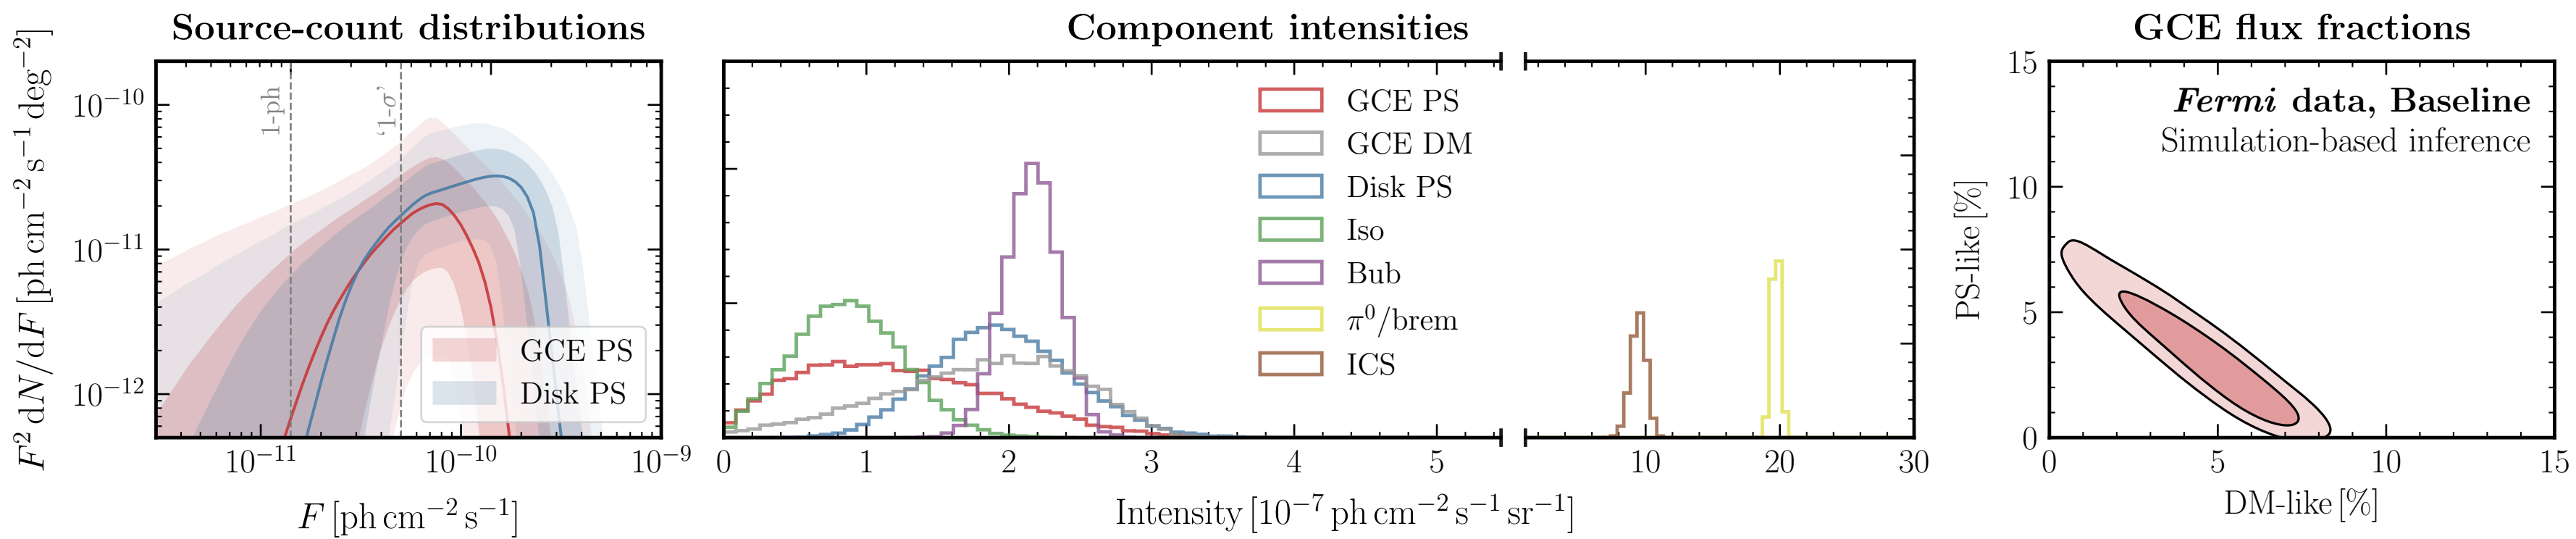 Source-count distributions
F² dN/dF [ph cm⁻² s⁻¹ deg⁻²]
10⁻¹⁰
10⁻¹¹
10⁻¹²
1-ph
‘1-σ’
GCE PS
Disk PS
10⁻¹¹ 10⁻¹⁰ 10⁻⁹
F [ph cm⁻² s⁻¹]
Component intensities
GCE PS
GCE DM
Disk PS
Iso
Bub
π⁰/brem
ICS
0 1 2 3 4 5 10 20 30
Intensity [10⁻⁷ ph cm⁻² s⁻¹ sr⁻¹]
GCE flux fractions
Fermi data, Baseline
Simulation-based inference
PS-like [%]
15
10
5
0
0 5 10 15
DM-like [%]